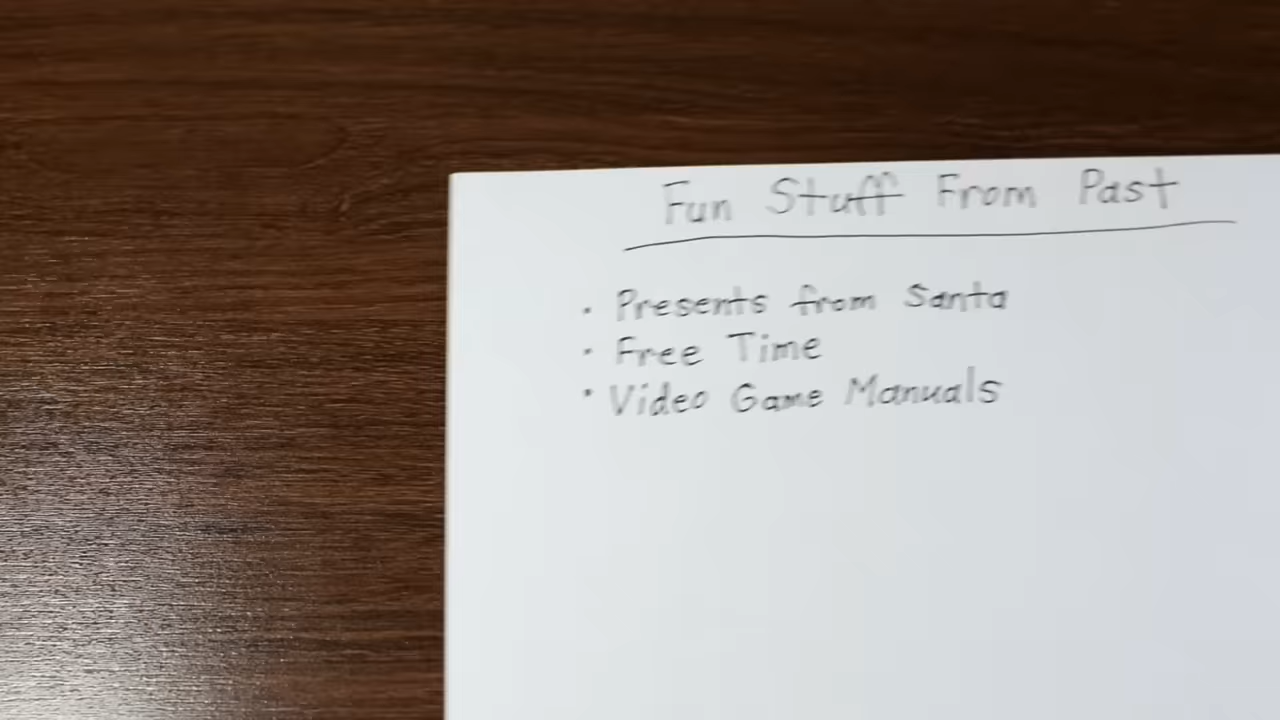 Fun Stuff From Past
· Presents from Santa
· Free Time
· Video Game Manuals